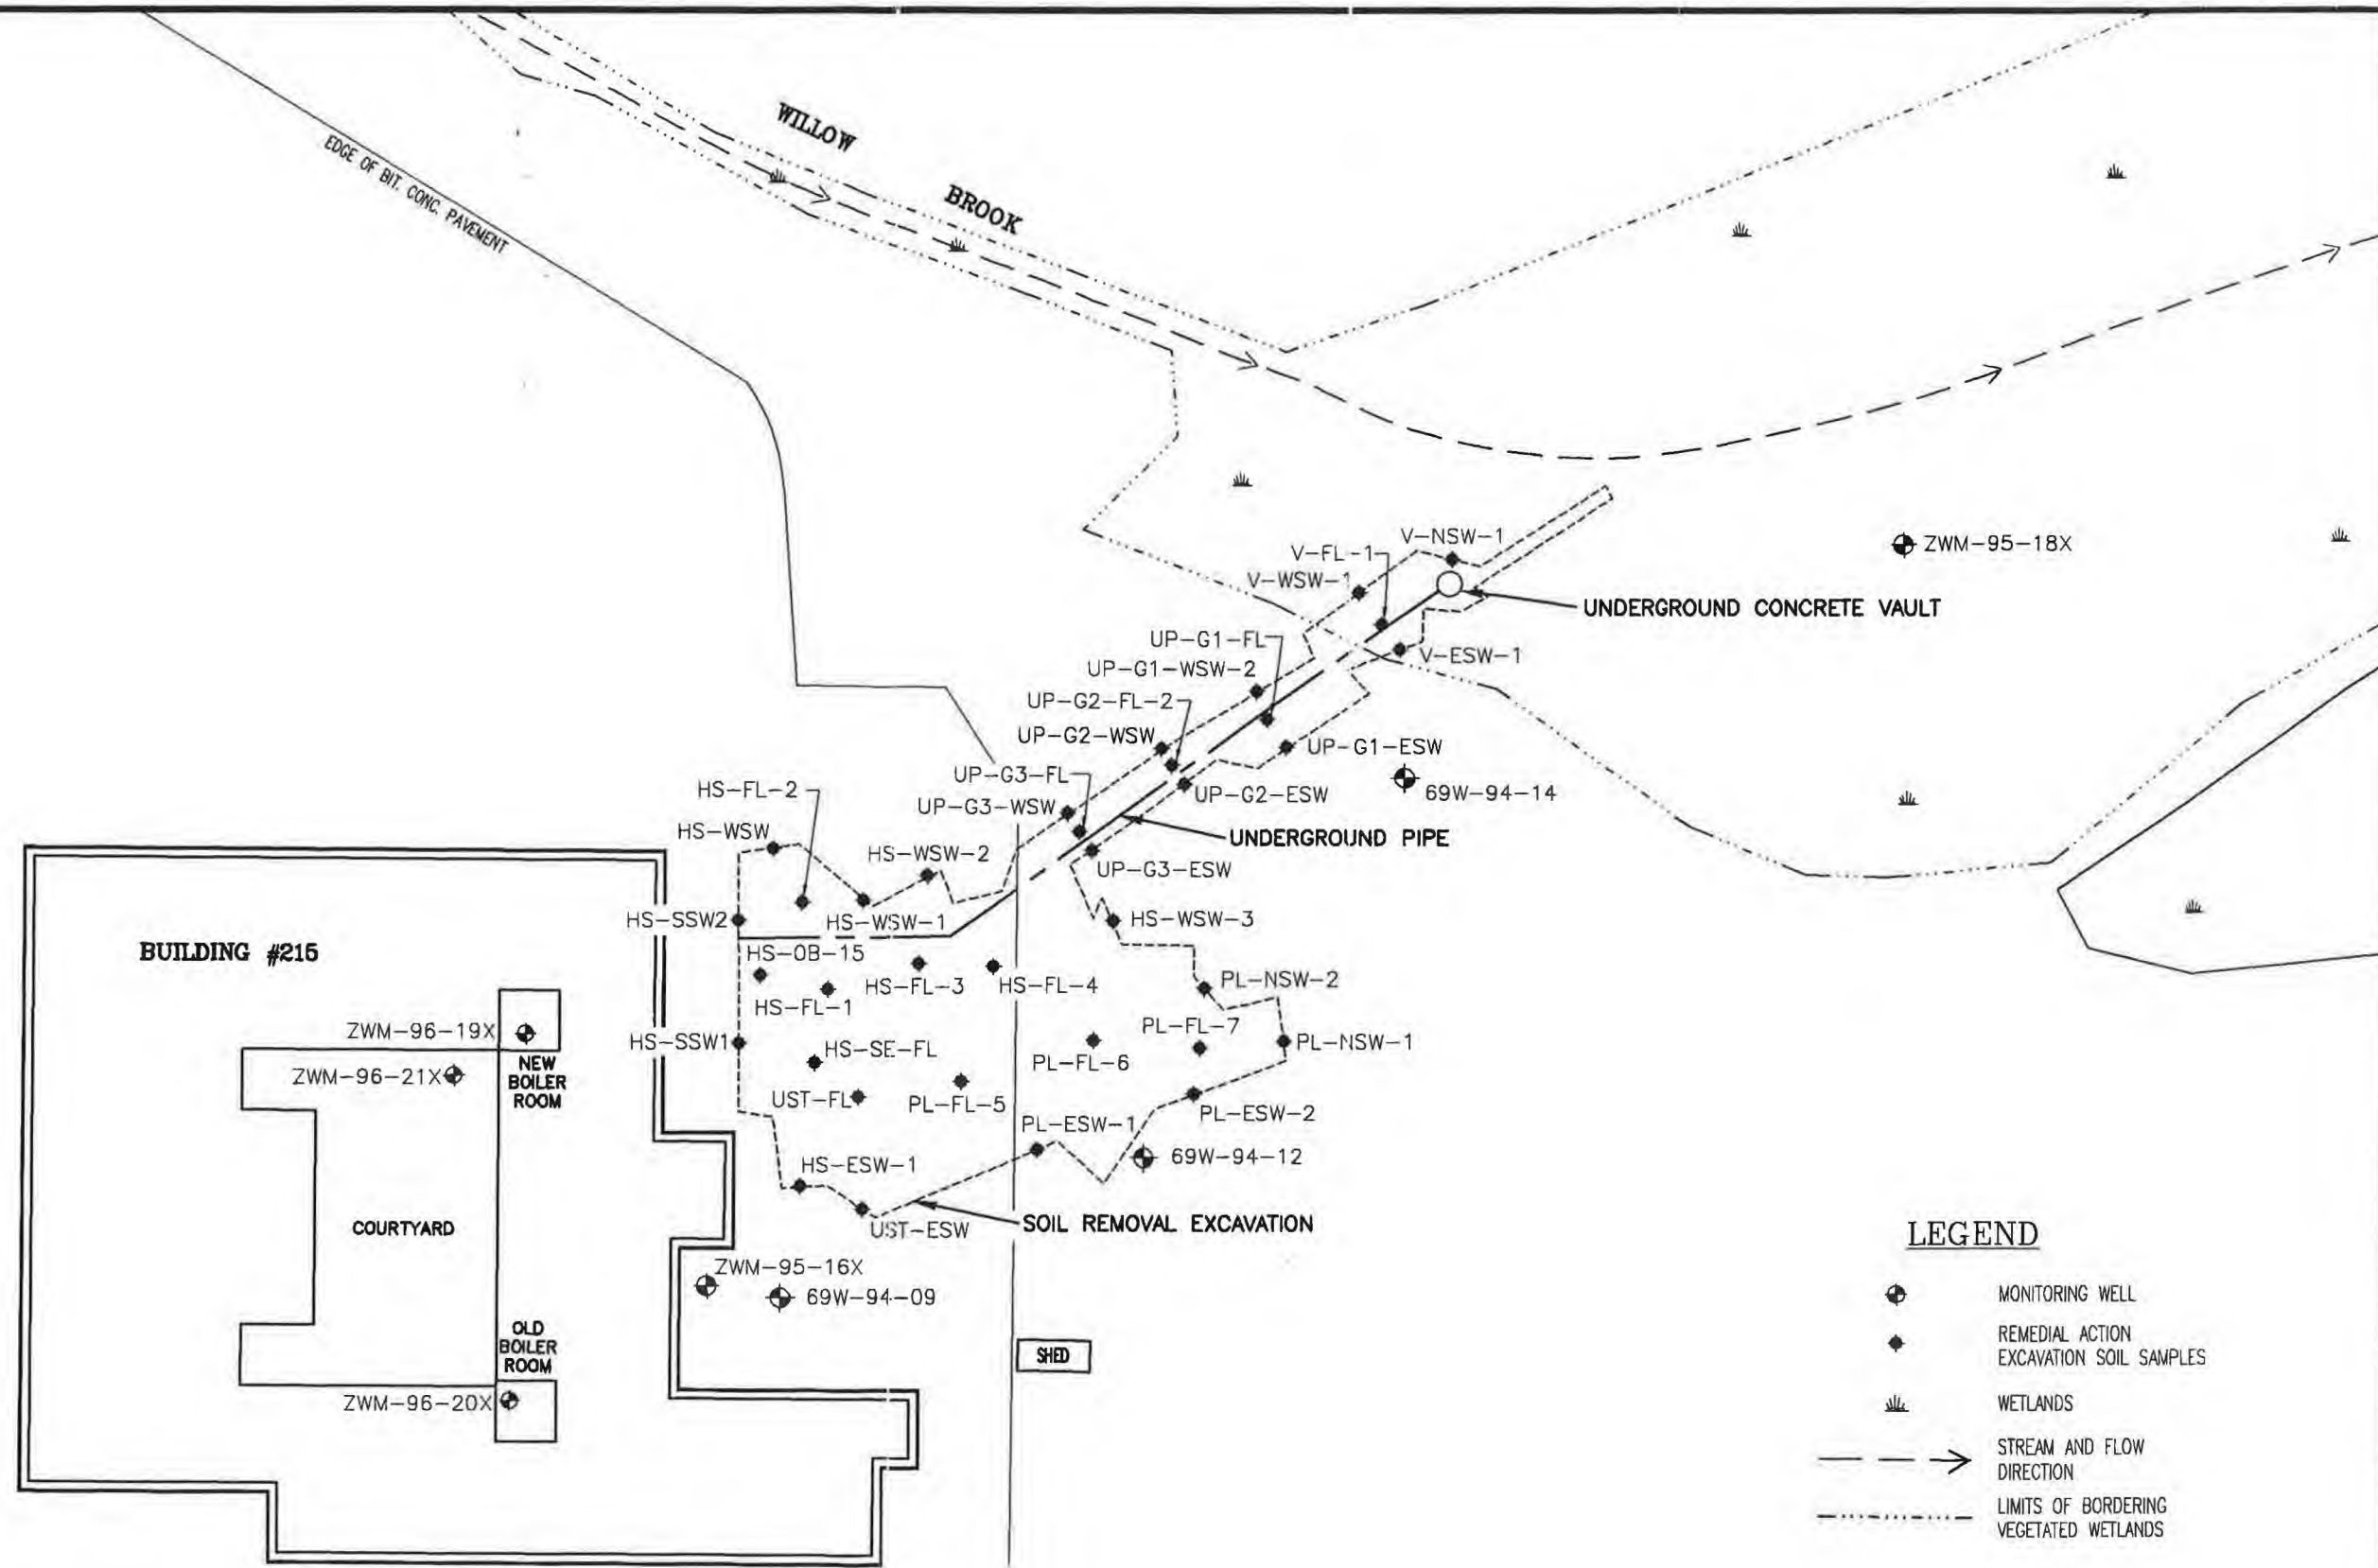 WILLOW
BROOK
EDGE OF BIT. CONC. PAVEMENT
V-NSW-1
V-FL-1
V-WSW-1
ZWM-95-18X
UNDERGROUND CONCRETE VAULT
UP-G1-FL
V-ESW-1
UP-G1-WSW-2
UP-G2-FL-2
UP-G2-WSW
UP-G1-ESW
UP-G3-FL
HS-FL-2
UP-G2-ESW
69W-94-14
UP-G3-WSW
HS-WSW
UNDERGROUND PIPE
HS-WSW-2
UP-G3-ESW
HS-SSW2
HS-WSW-1
HS-WSW-3
BUILDING #215
HS-OB-15
HS-FL-3
HS-FL-4
PL-NSW-2
HS-FL-1
ZWM-96-19X
PL-FL-7
HS-SSW1
PL-NSW-1
HS-SE-FL
PL-FL-6
NEW
BOILER
ROOM
ZWM-96-21X
UST-FL
PL-FL-5
PL-ESW-2
PL-ESW-1
69W-94-12
HS-ESW-1
COURTYARD
SOIL REMOVAL EXCAVATION
UST-ESW
ZWM-95-16X
69W-94-09
OLD
BOILER
ROOM
SHED
ZWM-96-20X
LEGEND
MONITORING WELL
REMEDIAL ACTION
EXCAVATION SOIL SAMPLES
WETLANDS
STREAM AND FLOW
DIRECTION
LIMITS OF BORDERING
VEGETATED WETLANDS